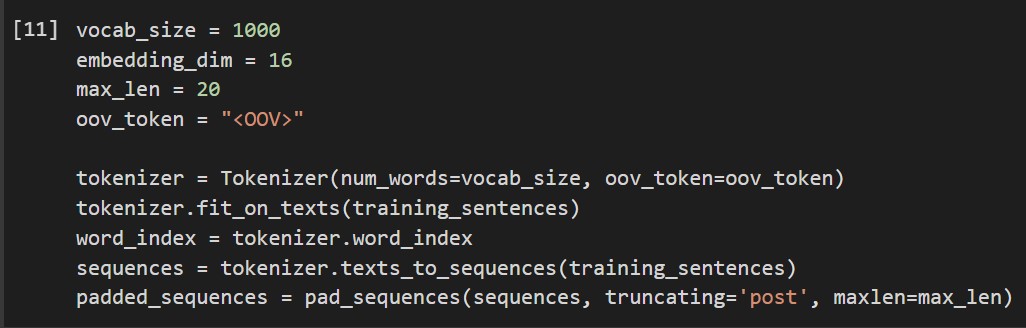 [11] vocab_size = 1000
embedding_dim = 16
max_len = 20
oov_token = "<OOV>"
tokenizer = Tokenizer(num_words=vocab_size, oov_token=oov_token)
tokenizer.fit_on_texts(training_sentences)
word_index = tokenizer.word_index
sequences = tokenizer.texts_to_sequences(training_sentences)
padded_sequences = pad_sequences(sequences, truncating='post', maxlen=max_len)